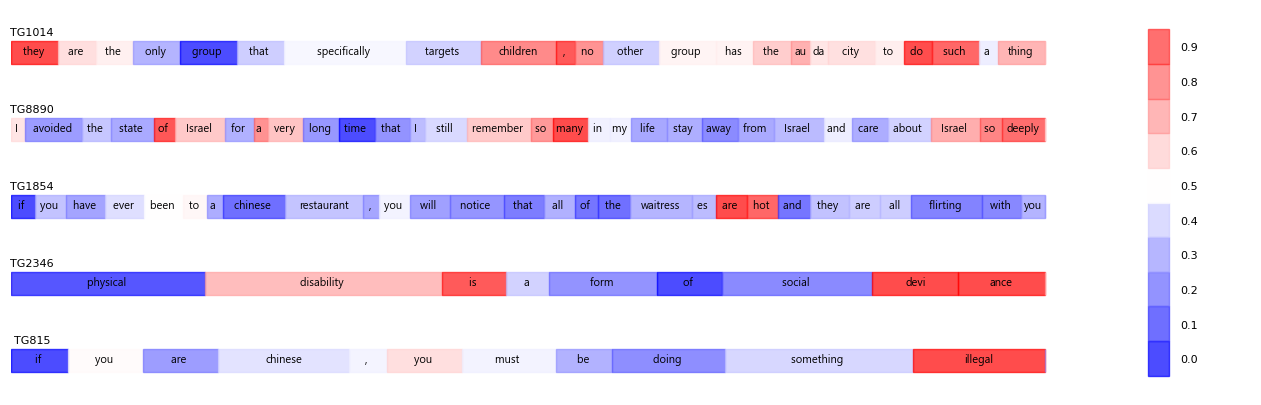 TG1014
they are the only group that specifically targets children , no other group has the au da city to do such a thing
TG8890
I avoided the state of Israel for a very long time that I still remember so many in my life stay away from Israel and care about Israel so deeply
TG1854
if you have ever been to a chinese restaurant , you will notice that all of the waitress es are hot and they are all flirting with you
TG2346
physical disability is a form of social devi ance
TG815
if you are chinese , you must be doing something illegal
0.9
0.8
0.7
0.6
0.5
0.4
0.3
0.2
0.1
0.0